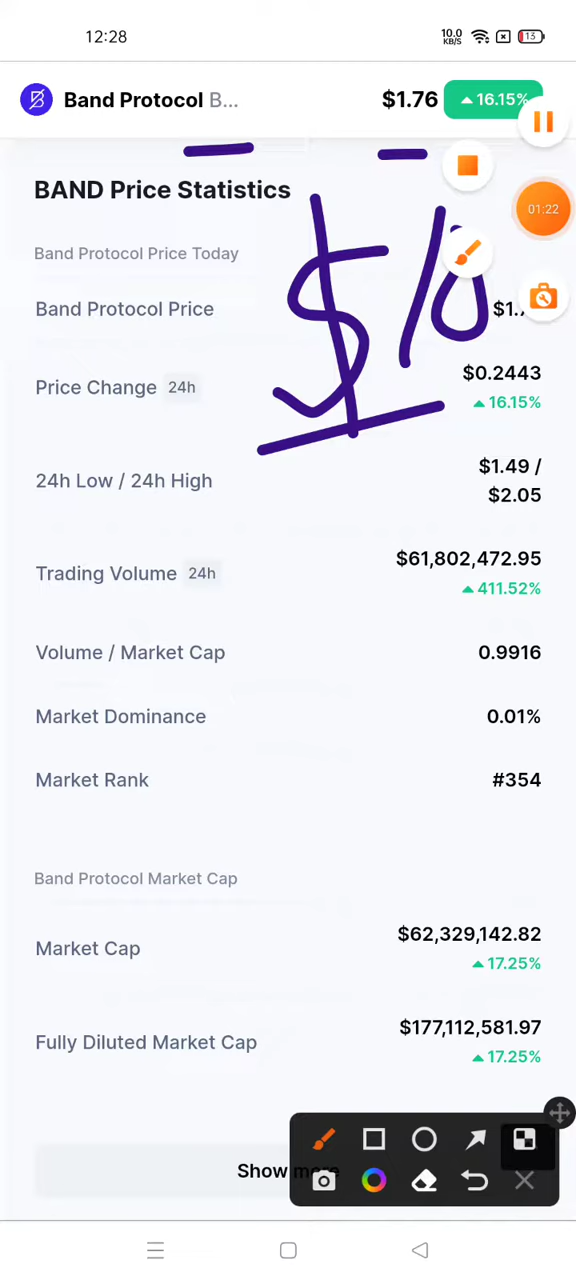 12:28
10.0
KB/S
13
Band Protocol B...
$1.76
16.15%
01:22
BAND Price Statistics
$10
Band Protocol Price Today
Band Protocol Price
Price Change 24h
$0.2443
16.15%
24h Low / 24h High
$1.49 /
$2.05
Trading Volume 24h
$61,802,472.95
411.52%
Volume / Market Cap
0.9916
Market Dominance
0.01%
Market Rank
#354
Band Protocol Market Cap
Market Cap
$62,329,142.82
17.25%
Fully Diluted Market Cap
$177,112,581.97
17.25%
Show more